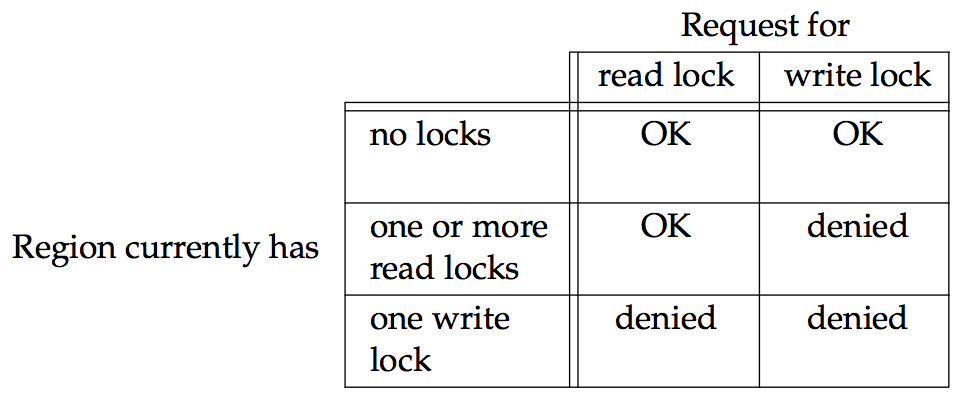 Request for
read lock write lock
no locks OK OK
one or more OK denied
Region currently has
read locks
one write denied denied
lock